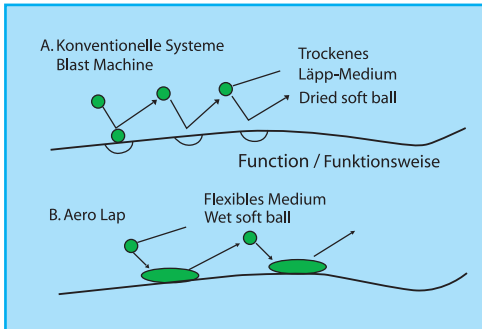 A. Konventionelle Systeme
Blast Machine
Trockenes
Läpp-Medium
Dried soft ball
Function / Funktionsweise
B. Aero Lap
Flexibles Medium
Wet soft ball